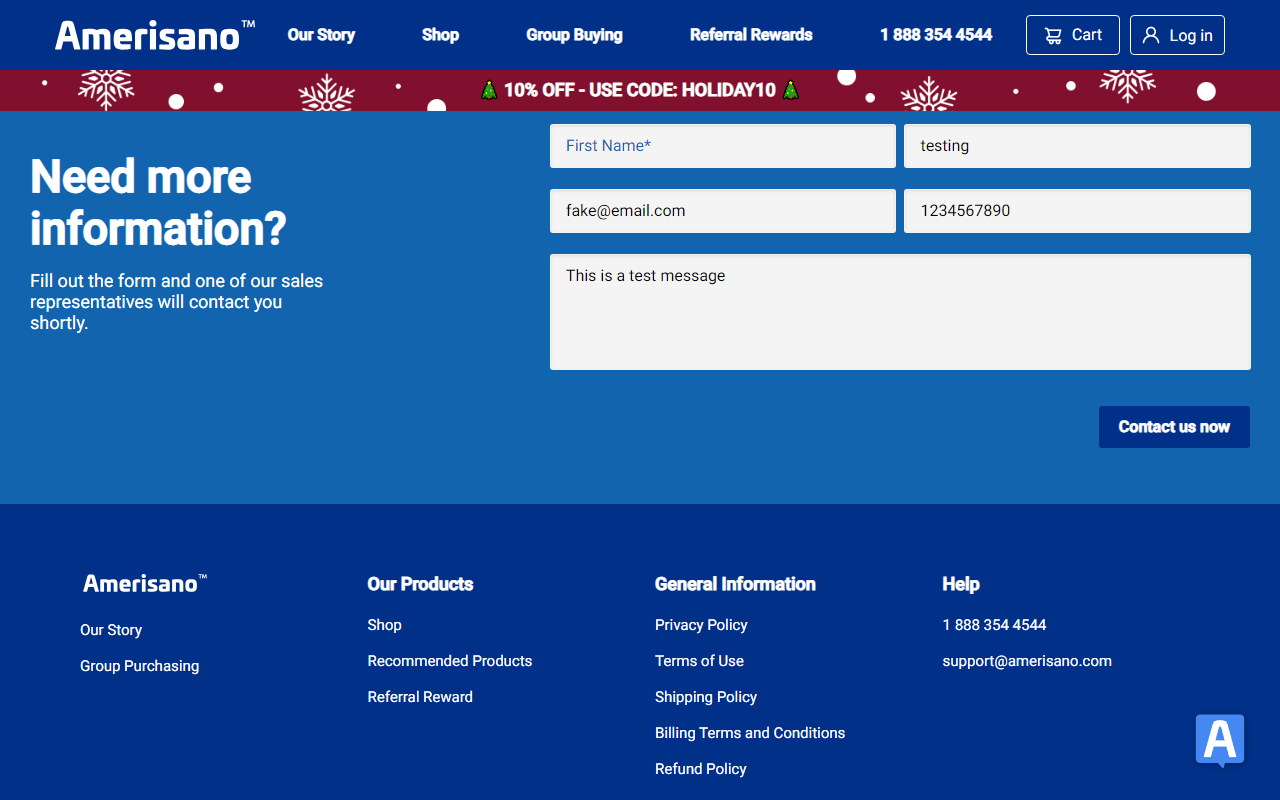 Amerisano™
Our Story
Shop
Group Buying
Referral Rewards
1 888 354 4544
Cart
Log in
🎄 10% OFF - USE CODE: HOLIDAY10 🎄
Need more
information?
Fill out the form and one of our sales
representatives will contact you
shortly.
First Name*
testing
fake@email.com
1234567890
This is a test message
Contact us now
Amerisano™
Our Story
Group Purchasing
Our Products
Shop
Recommended Products
Referral Reward
General Information
Privacy Policy
Terms of Use
Shipping Policy
Billing Terms and Conditions
Refund Policy
Help
1 888 354 4544
support@amerisano.com
A